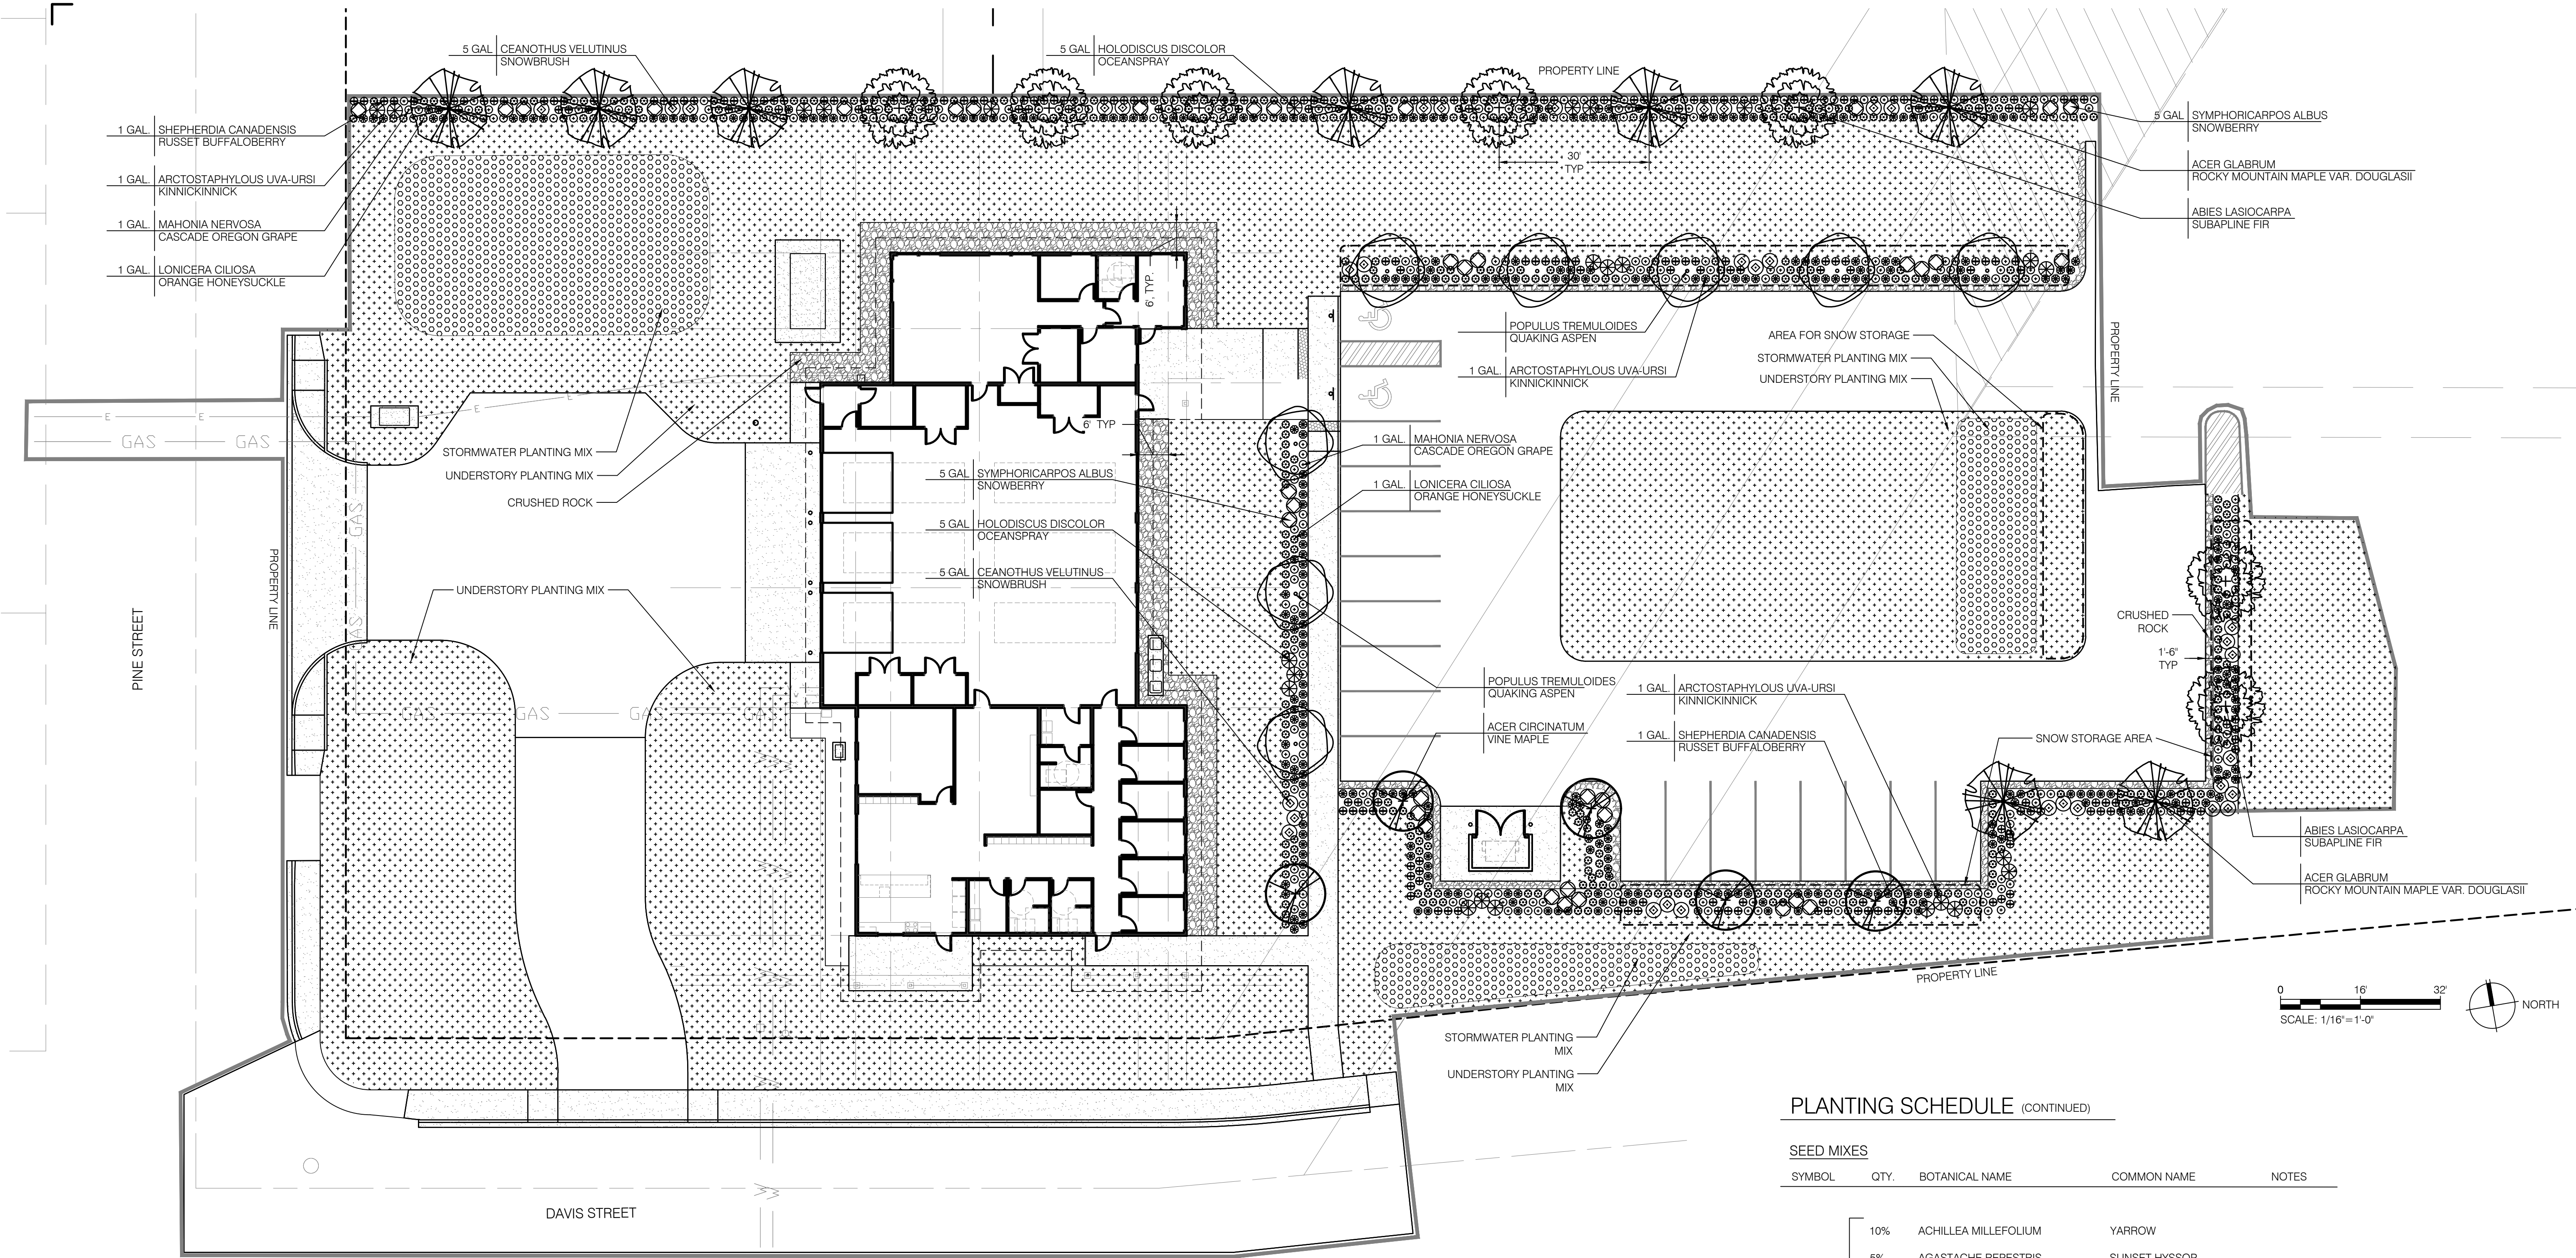 5 GAL CEANOTHUS VELUTINUS
SNOWBRUSH
5 GAL HOLODISCUS DISCOLOR
OCEANSPRAY
PROPERTY LINE
1 GAL. SHEPHERDIA CANADENSIS
RUSSET BUFFALOBERRY
1 GAL. ARCTOSTAPHYLOUS UVA-URSI
KINNICKINNICK
1 GAL. MAHONIA NERVOSA
CASCADE OREGON GRAPE
1 GAL. LONICERA CILIOSA
ORANGE HONEYSUCKLE
5 GAL SYMPHORICARPOS ALBUS
SNOWBERRY
ACER GLABRUM
ROCKY MOUNTAIN MAPLE VAR. DOUGLASII
ABIES LASIOCARPA
SUBAPLINE FIR
30'
TYP
6' TYP.
POPULUS TREMULOIDES
QUAKING ASPEN
1 GAL. ARCTOSTAPHYLOUS UVA-URSI
KINNICKINNICK
AREA FOR SNOW STORAGE
STORMWATER PLANTING MIX
UNDERSTORY PLANTING MIX
PROPERTY LINE
E
E
E
E
GAS
GAS
GAS
GAS
STORMWATER PLANTING MIX
UNDERSTORY PLANTING MIX
CRUSHED ROCK
6' TYP
1 GAL. MAHONIA NERVOSA
CASCADE OREGON GRAPE
1 GAL. LONICERA CILIOSA
ORANGE HONEYSUCKLE
5 GAL SYMPHORICARPOS ALBUS
SNOWBERRY
5 GAL HOLODISCUS DISCOLOR
OCEANSPRAY
5 GAL CEANOTHUS VELUTINUS
SNOWBRUSH
PROPERTY LINE
PINE STREET
UNDERSTORY PLANTING MIX
CRUSHED
ROCK
1'-6"
TYP
GAS
GAS
GAS
GAS
POPULUS TREMULOIDES
QUAKING ASPEN
ACER CIRCINATUM
VINE MAPLE
1 GAL. ARCTOSTAPHYLOUS UVA-URSI
KINNICKINNICK
1 GAL. SHEPHERDIA CANADENSIS
RUSSET BUFFALOBERRY
SNOW STORAGE AREA
ABIES LASIOCARPA
SUBAPLINE FIR
ACER GLABRUM
ROCKY MOUNTAIN MAPLE VAR. DOUGLASII
PROPERTY LINE
0 16' 32'
SCALE: 1/16"=1'-0"
NORTH
STORMWATER PLANTING
MIX
UNDERSTORY PLANTING
MIX
DAVIS STREET
PLANTING SCHEDULE (CONTINUED)
SEED MIXES
SYMBOL QTY. BOTANICAL NAME COMMON NAME NOTES
10% ACHILLEA MILLEFOLIUM YARROW
5% AGASTACHE REPESTRIS SUNSET HYSSOP